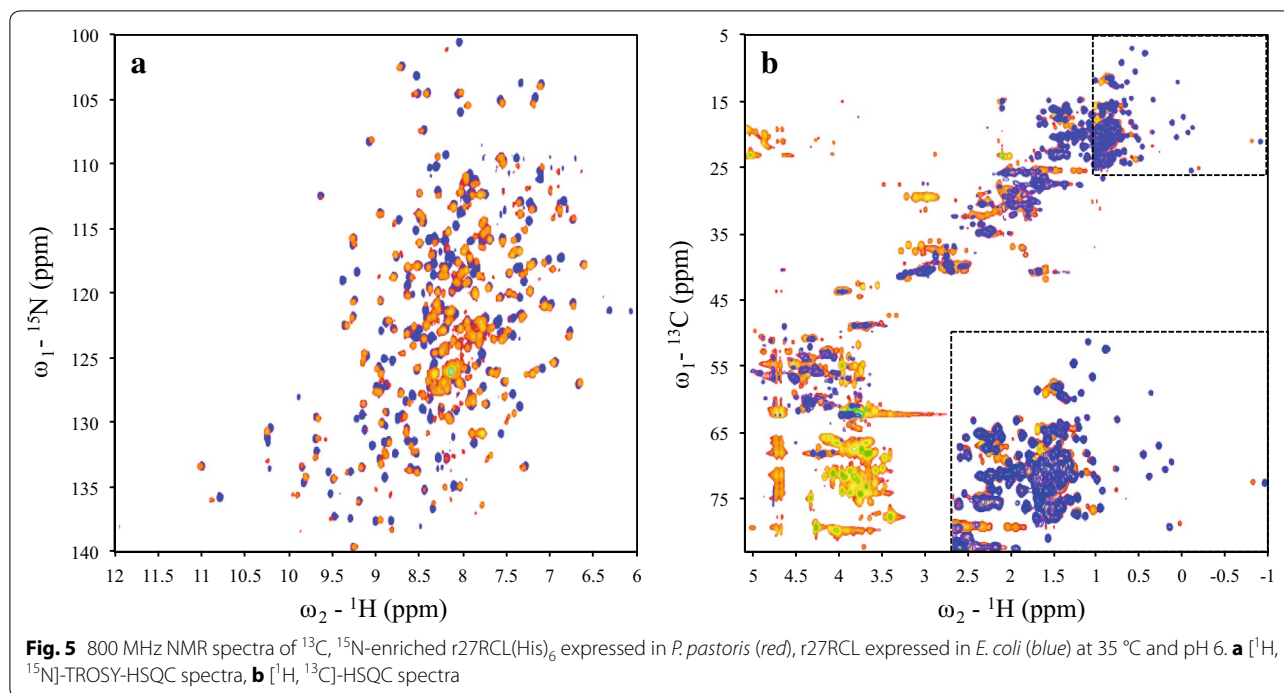 a
b
100
105
110
115
120
125
130
135
140
ω1- 15N (ppm)
12 11.5 11 10.5 10 9.5 9 8.5 8 7.5 7 6.5 6
ω2 - 1H (ppm)
5
15
25
35
45
55
65
75
ω1- 13C (ppm)
5 4.5 4 3.5 3 2.5 2 1.5 1 0.5 0 -0.5 -1
ω2 - 1H (ppm)
Fig. 5 800 MHz NMR spectra of 13C, 15N-enriched r27RCL(His)6 expressed in P. pastoris (red), r27RCL expressed in E. coli (blue) at 35 °C and pH 6. a [1H,
15N]-TROSY-HSQC spectra, b [1H, 13C]-HSQC spectra